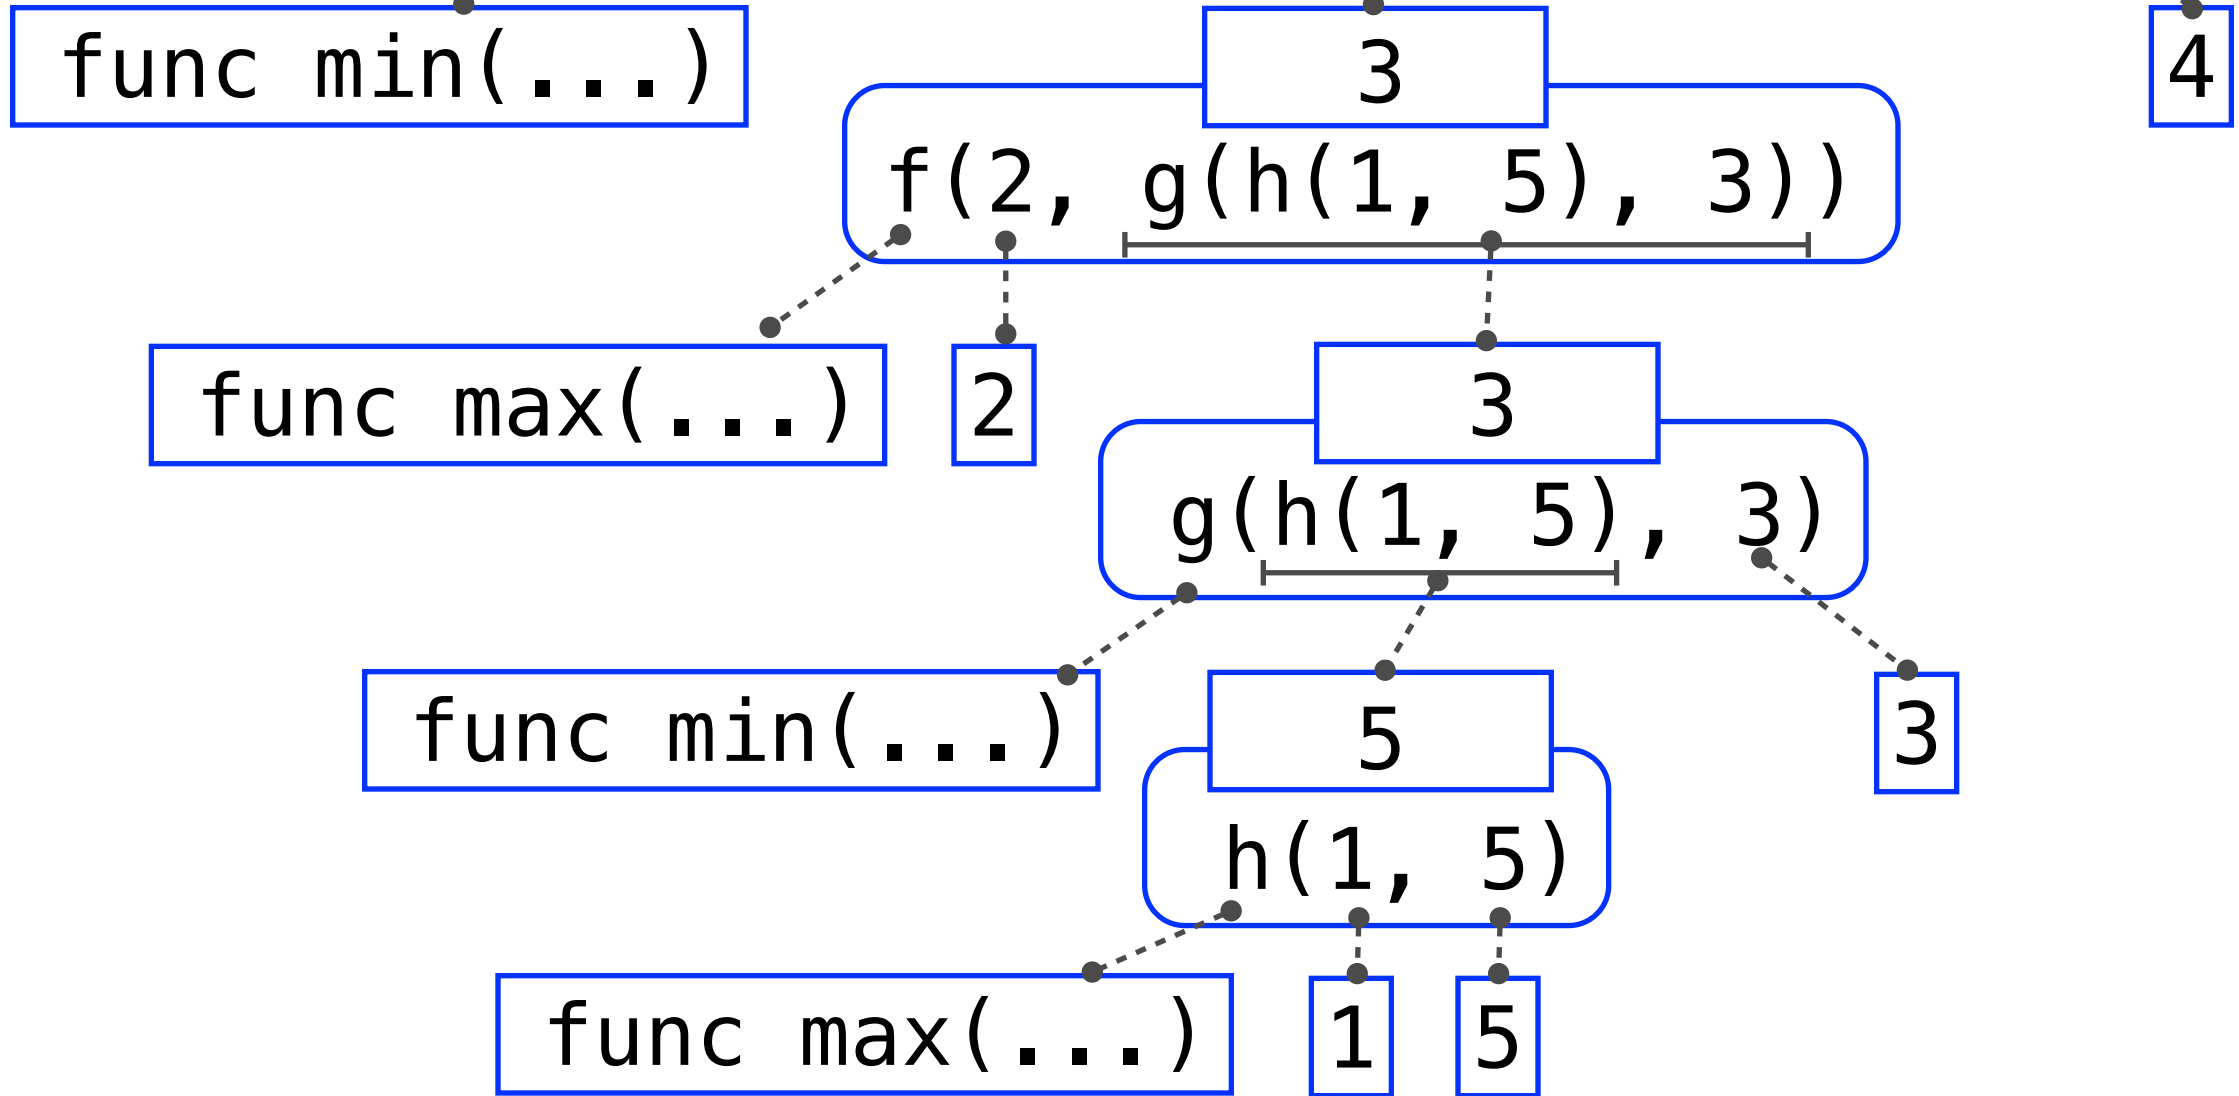 func min(...)
3
4
f(2, g(h(1, 5), 3))
func max(...)
2
3
g(h(1, 5), 3)
func min(...)
5
3
h(1, 5)
func max(...)
1
5